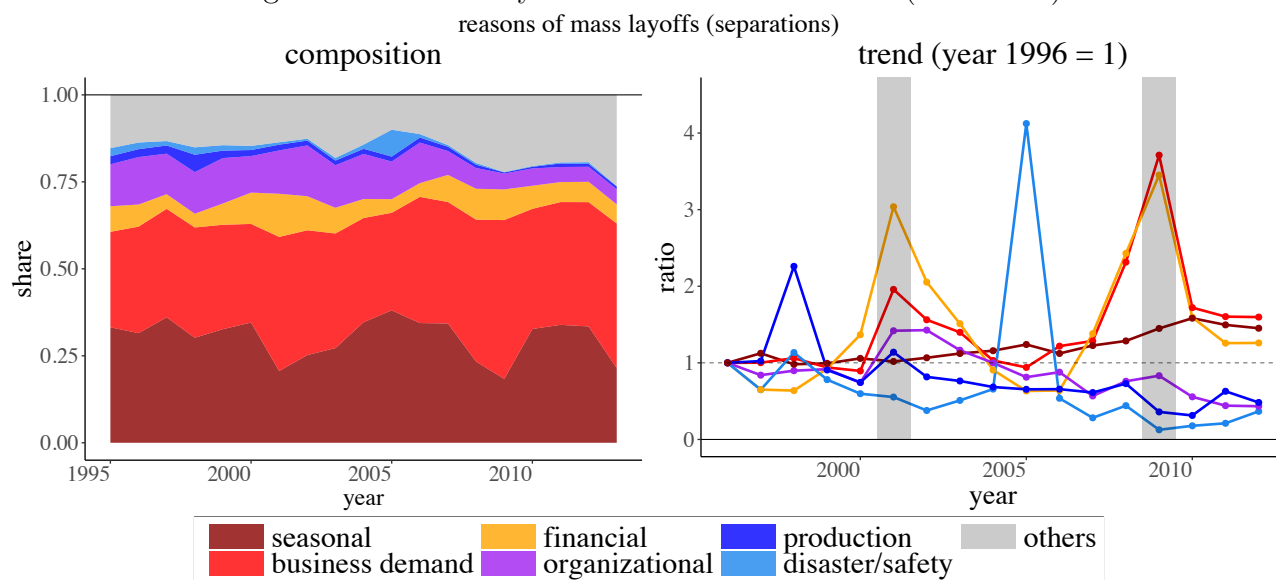 reasons of mass layoffs (separations)
composition
trend (year 1996 = 1)
1.00
0.75
0.50
0.25
0.00
share
1995 2000 2005 2010
year
4
3
2
1
0
ratio
2000 2005 2010
year
seasonal financial production others
business demand organizational disaster/safety